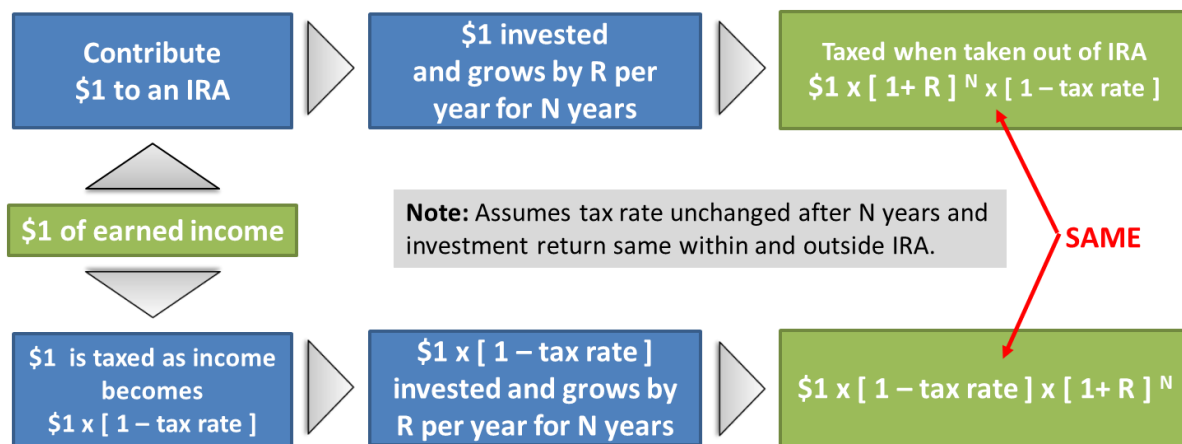 Contribute
$1 to an IRA
$1 invested
and grows by R per
year for N years
Taxed when taken out of IRA
$1 x [ 1+ R ] N x [ 1 – tax rate ]
$1 of earned income
Note: Assumes tax rate unchanged after N years and
investment return same within and outside IRA.
SAME
$1 is taxed as income
becomes
$1 x [ 1 – tax rate ]
$1 x [ 1 – tax rate ]
invested and grows by
R per year for N years
$1 x [ 1 – tax rate ] x [ 1+ R ] N